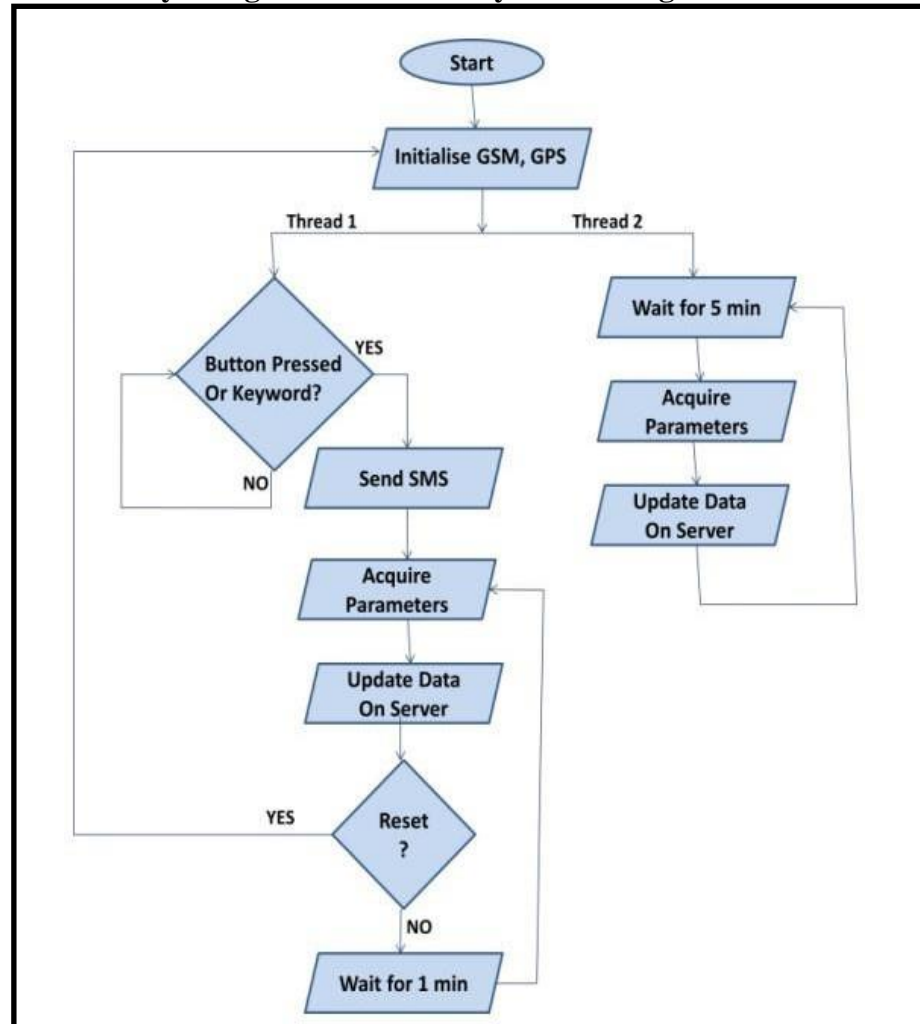 Start
Initialise GSM, GPS
Thread 1
Thread 2
Button Pressed
Or Keyword?
YES
NO
Send SMS
Acquire
Parameters
Update Data
On Server
Reset
?
YES
NO
Wait for 1 min
Wait for 5 min
Acquire
Parameters
Update Data
On Server